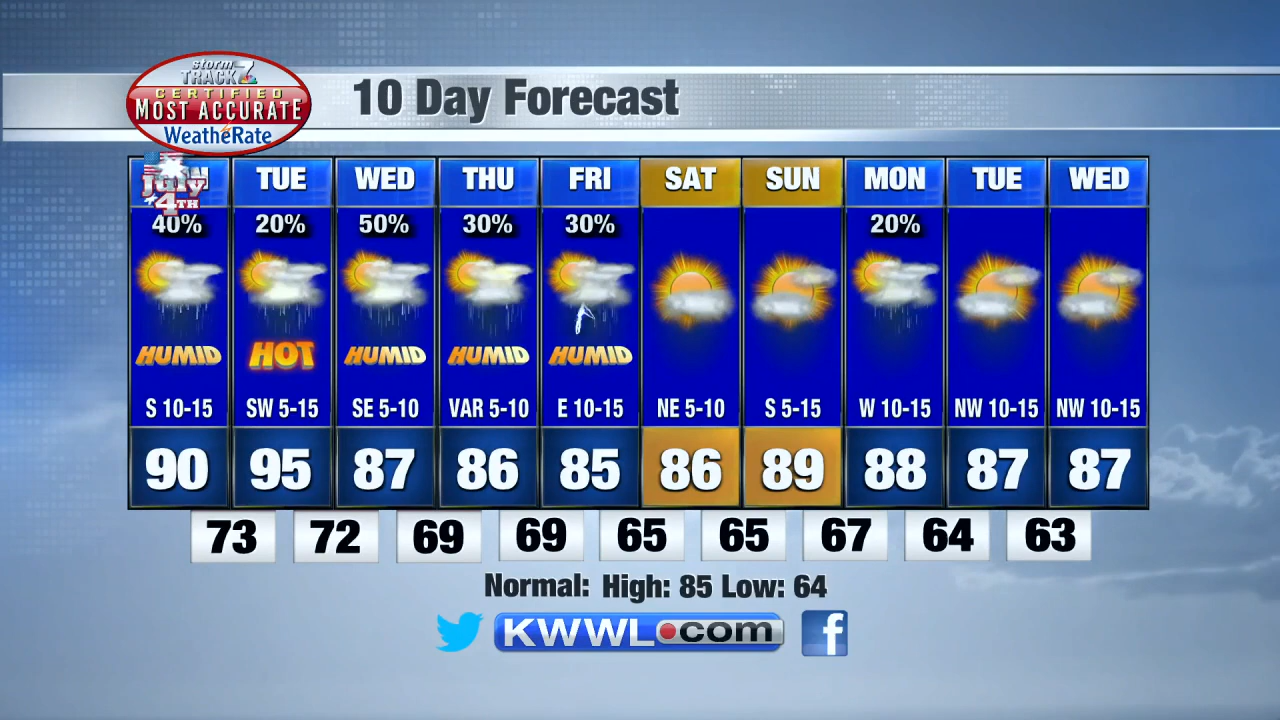 storm
TRACK 7
CERTIFIED
MOST ACCURATE
WeatheRate
10 Day Forecast
July 4TH TUE WED THU FRI SAT SUN MON TUE WED
40% 20% 50% 30% 30% 20%
HUMID HOT HUMID HUMID HUMID
S 10-15 SW 5-15 SE 5-10 VAR 5-10 E 10-15 NE 5-10 S 5-15 W 10-15 NW 10-15 NW 10-15
90 95 87 86 85 86 89 88 87 87
73 72 69 69 65 65 67 64 63
Normal: High: 85 Low: 64
KWWL.com f